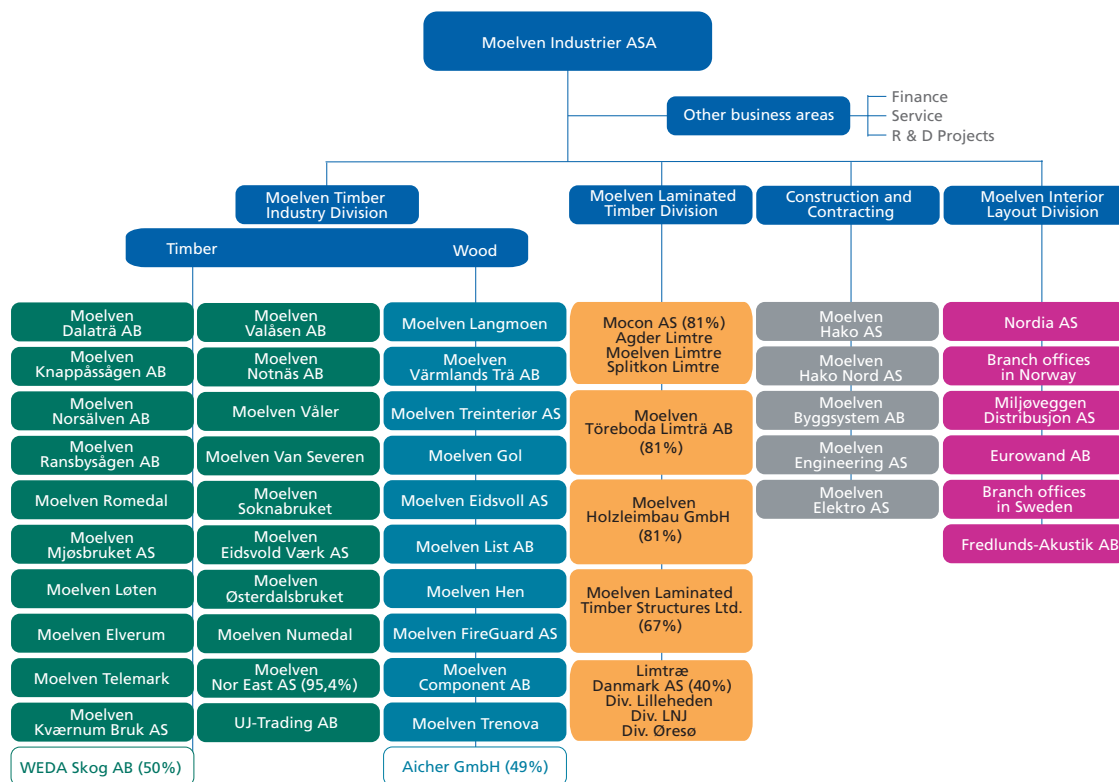 Moelven Industrier ASA
Other business areas
Finance
Service
R & D Projects
Moelven Timber
Industry Division
Moelven Laminated
Timber Division
Construction and
Contracting
Moelven Interior
Layout Division
Timber
Wood
Moelven
Dalaträ AB
Moelven
Knappåssågen AB
Moelven
Norsälven AB
Moelven
Ransbysågen AB
Moelven Romedal
Moelven
Mjøsbruket AS
Moelven Løten
Moelven Elverum
Moelven Telemark
Moelven
Kværnum Bruk AS
WEDA Skog AB (50%)
Moelven
Valåsen AB
Moelven
Notnäs AB
Moelven Våler
Moelven Van Severen
Moelven
Soknabruket
Moelven
Eidsvold Værk AS
Moelven
Østerdalsbruket
Moelven Numedal
Moelven
Nor East AS (95,4%)
UJ-Trading AB
Moelven Langmoen
Moelven
Värmlands Trä AB
Moelven Treinteriør AS
Moelven Gol
Moelven Eidsvoll AS
Moelven List AB
Moelven Hen
Moelven FireGuard AS
Moelven
Component AB
Moelven Trenova
Aicher GmbH (49%)
Mocon AS (81%)
Agder Limtre
Moelven Limtre
Splitkon Limtre
Moelven
Töreboda Limträ AB
(81%)
Moelven
Holzleimbau GmbH
(81%)
Moelven Laminated
Timber Structures Ltd.
(67%)
Limtræ
Danmark AS (40%)
Div. Lilleheden
Div. LNJ
Div. Øresø
Moelven
Hako AS
Moelven
Hako Nord AS
Moelven
Byggsystem AB
Moelven
Engineering AS
Moelven
Elektro AS
Nordia AS
Branch offices
in Norway
Miljøveggen
Distribusjon AS
Eurowand AB
Branch offices
in Sweden
Fredlunds-Akustik AB